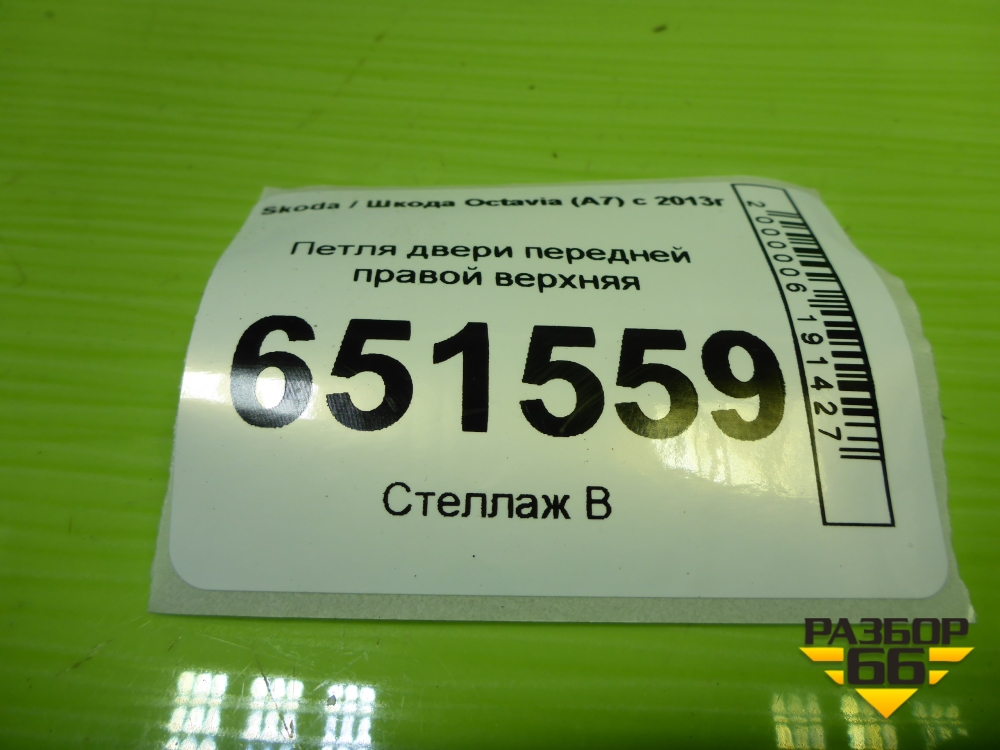 Skoda / Шкода Octavia (A7) с 2013г
Петля двери передней
правой верхняя
651559
Стеллаж В
2000006191427
РАЗБОР
66